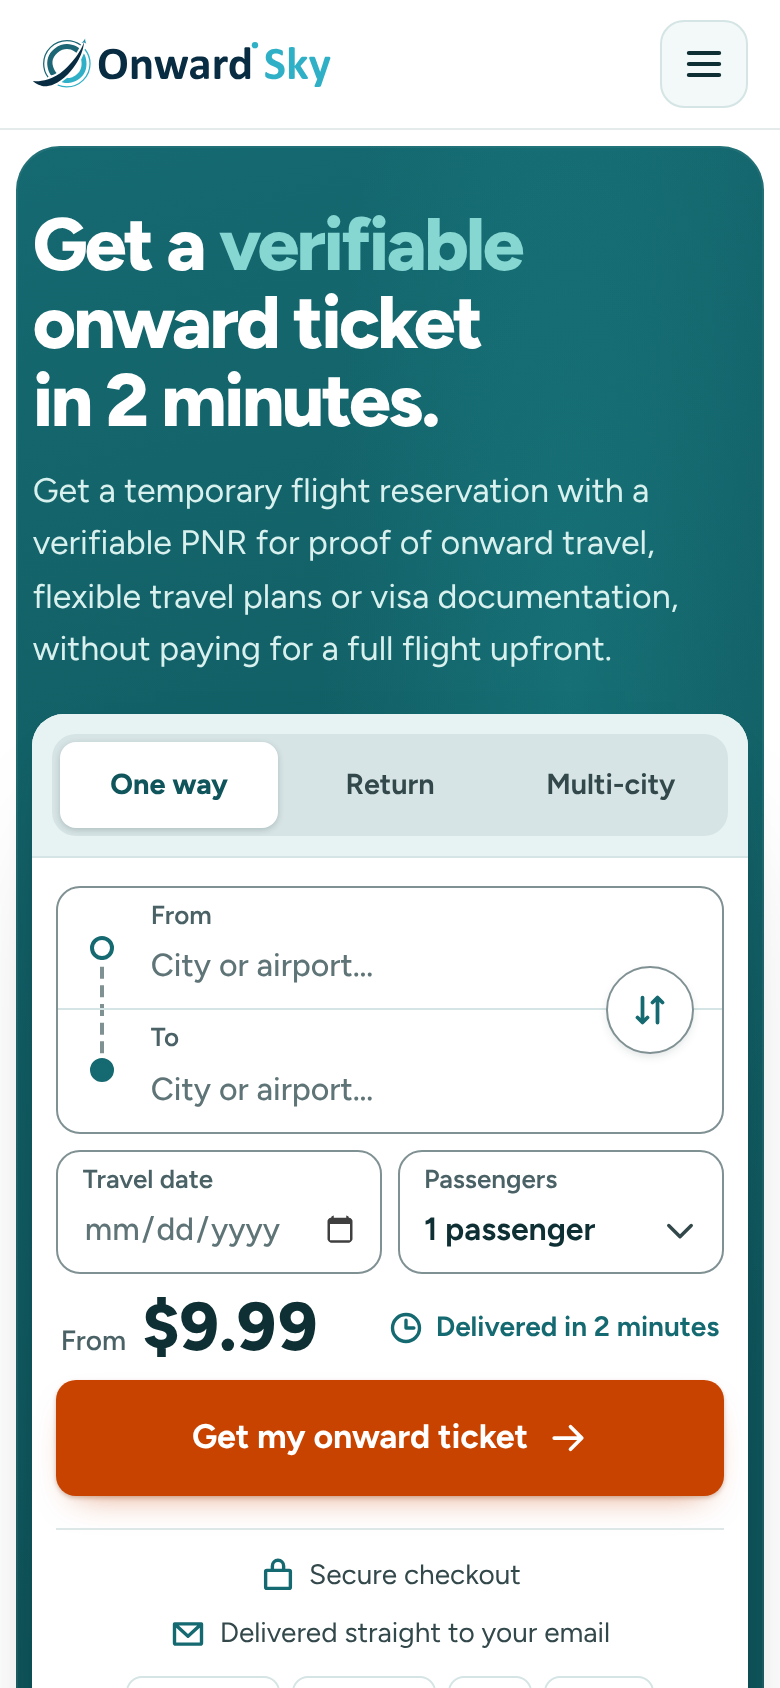 Onward Sky
Get a verifiable
onward ticket
in 2 minutes.
Get a temporary flight reservation with a
verifiable PNR for proof of onward travel,
flexible travel plans or visa documentation,
without paying for a full flight upfront.
One way Return Multi-city
From
City or airport...
To
City or airport...
Travel date Passengers
mm/dd/yyyy 1 passenger
From $9.99 Delivered in 2 minutes
Get my onward ticket →
Secure checkout
Delivered straight to your email